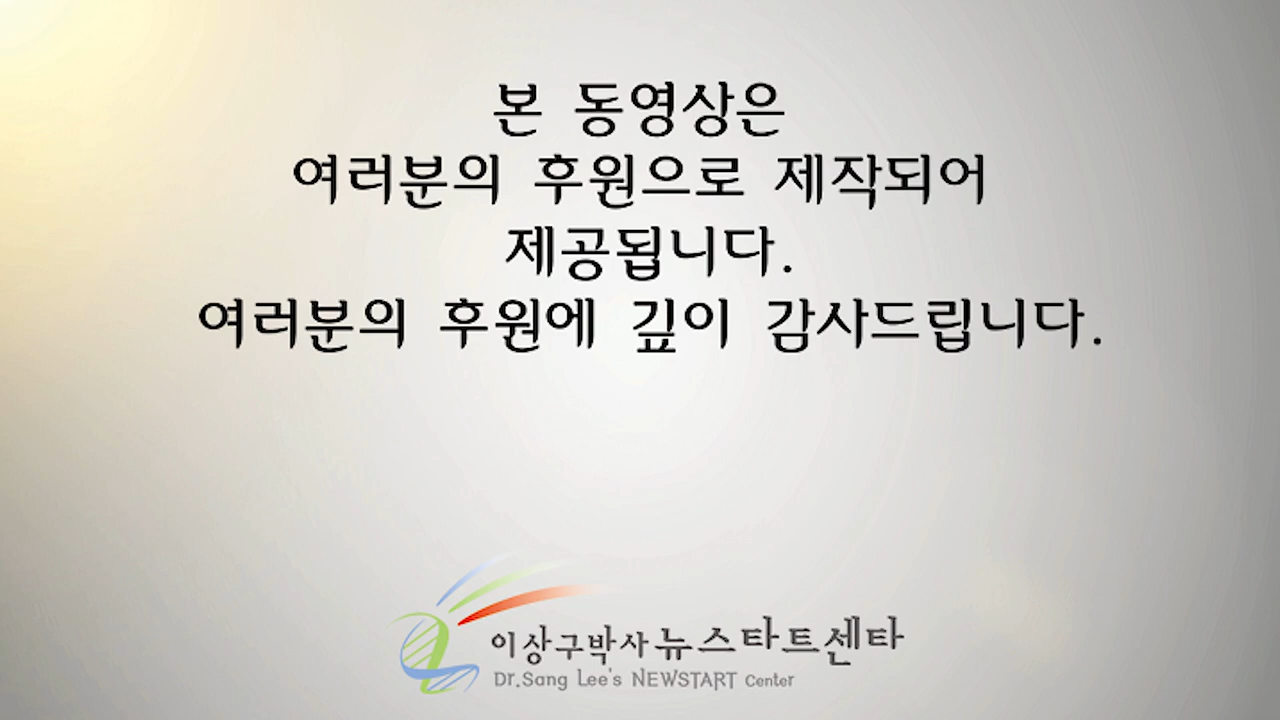 본 동영상은
여러분의 후원으로 제작되어
제공됩니다.
여러분의 후원에 깊이 감사드립니다.
이상구박사 뉴스타트센타
Dr.Sang Lee's NEWSTART Center